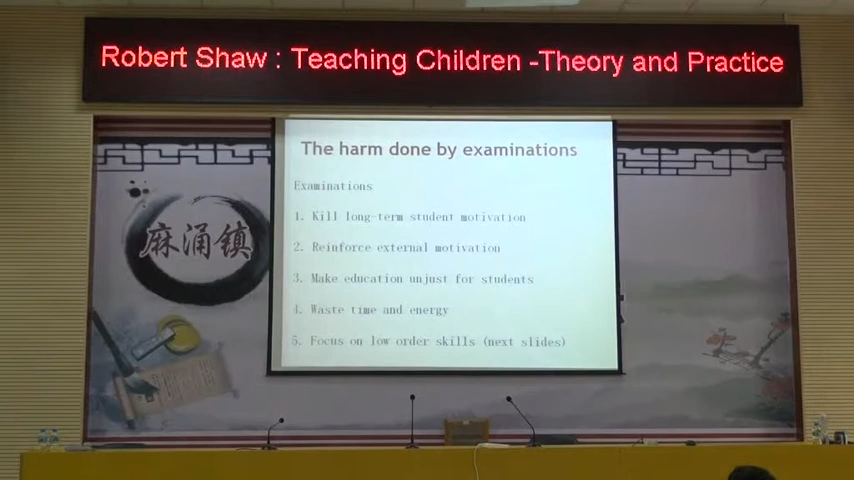 Robert Shaw : Teaching Children -Theory and Practice
The harm done by examinations
Examinations
1. Kill long-term student motivation
2. Reinforce external motivation
3. Make education unjust for students
4. Waste time and energy
5. Focus on low order skills (next slides)
麻涌镇